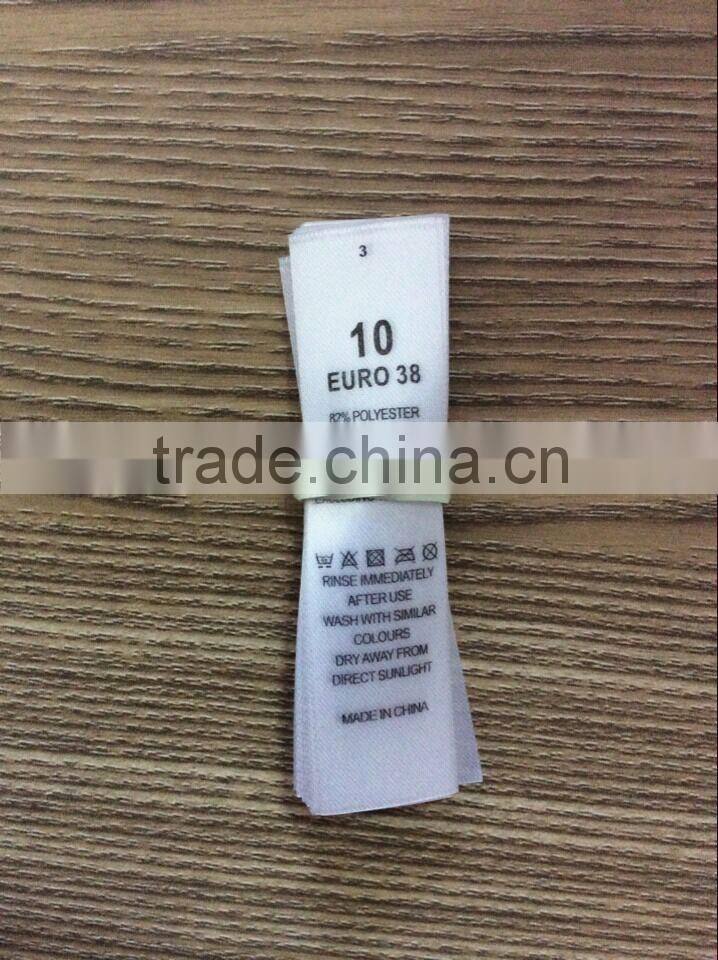 3
10
EURO 38
82% POLYESTER
trade.china.cn
RINSE IMMEDIATELY
AFTER USE
WASH WITH SIMILAR
COLOURS
DRY AWAY FROM
DIRECT SUNLIGHT
MADE IN CHINA